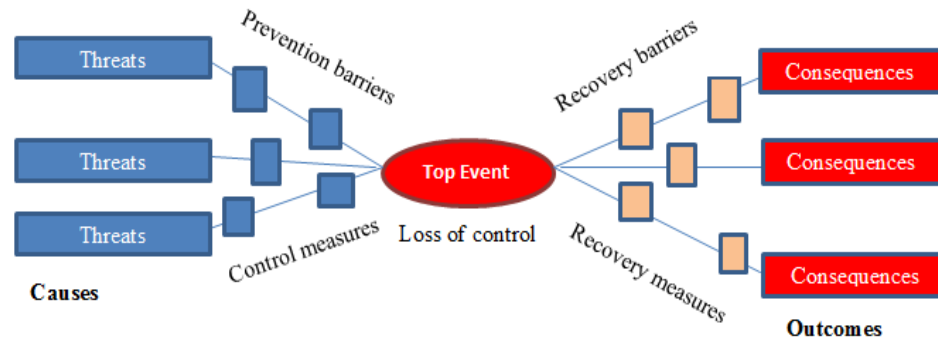 Threats
Prevention barriers
Threats
Threats
Control measures
Causes
Top Event
Loss of control
Recovery barriers
Consequences
Consequences
Recovery measures
Consequences
Outcomes